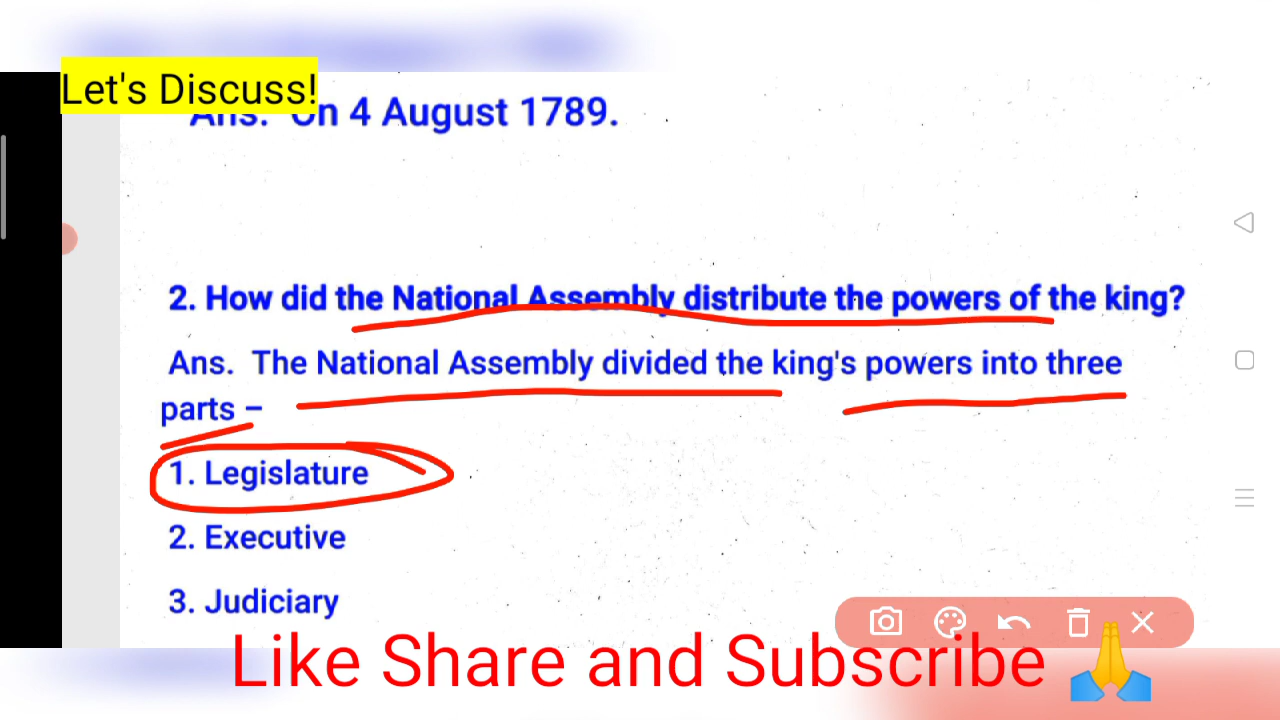 Let's Discuss!
Ans. On 4 August 1789.
2. How did the National Assembly distribute the powers of the king?
Ans. The National Assembly divided the king's powers into three
parts –
1. Legislature
2. Executive
3. Judiciary
Like Share and Subscribe 🙏